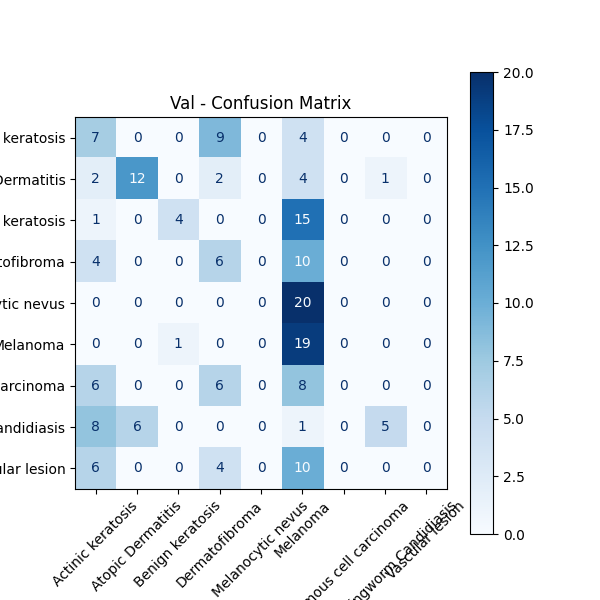 Val - Confusion Matrix
keratosis 7 0 0 9 0 4 0 0 0
Dermatitis 2 12 0 2 0 4 0 1 0
keratosis 1 0 4 0 0 15 0 0 0
tofibroma 4 0 0 6 0 10 0 0 0
ytic nevus 0 0 0 0 0 20 0 0 0
Melanoma 0 0 1 0 0 19 0 0 0
arcinoma 6 0 0 6 0 8 0 0 0
andidiasis 8 6 0 0 0 1 0 5 0
ular lesion 6 0 0 4 0 10 0 0 0
Actinic keratosis
Atopic Dermatitis
Benign keratosis
Dermatofibroma
Melanocytic nevus
Melanoma
mous cell carcinoma
ingworm Candidiasis
Vascular lesion
20.0
17.5
15.0
12.5
10.0
7.5
5.0
2.5
0.0